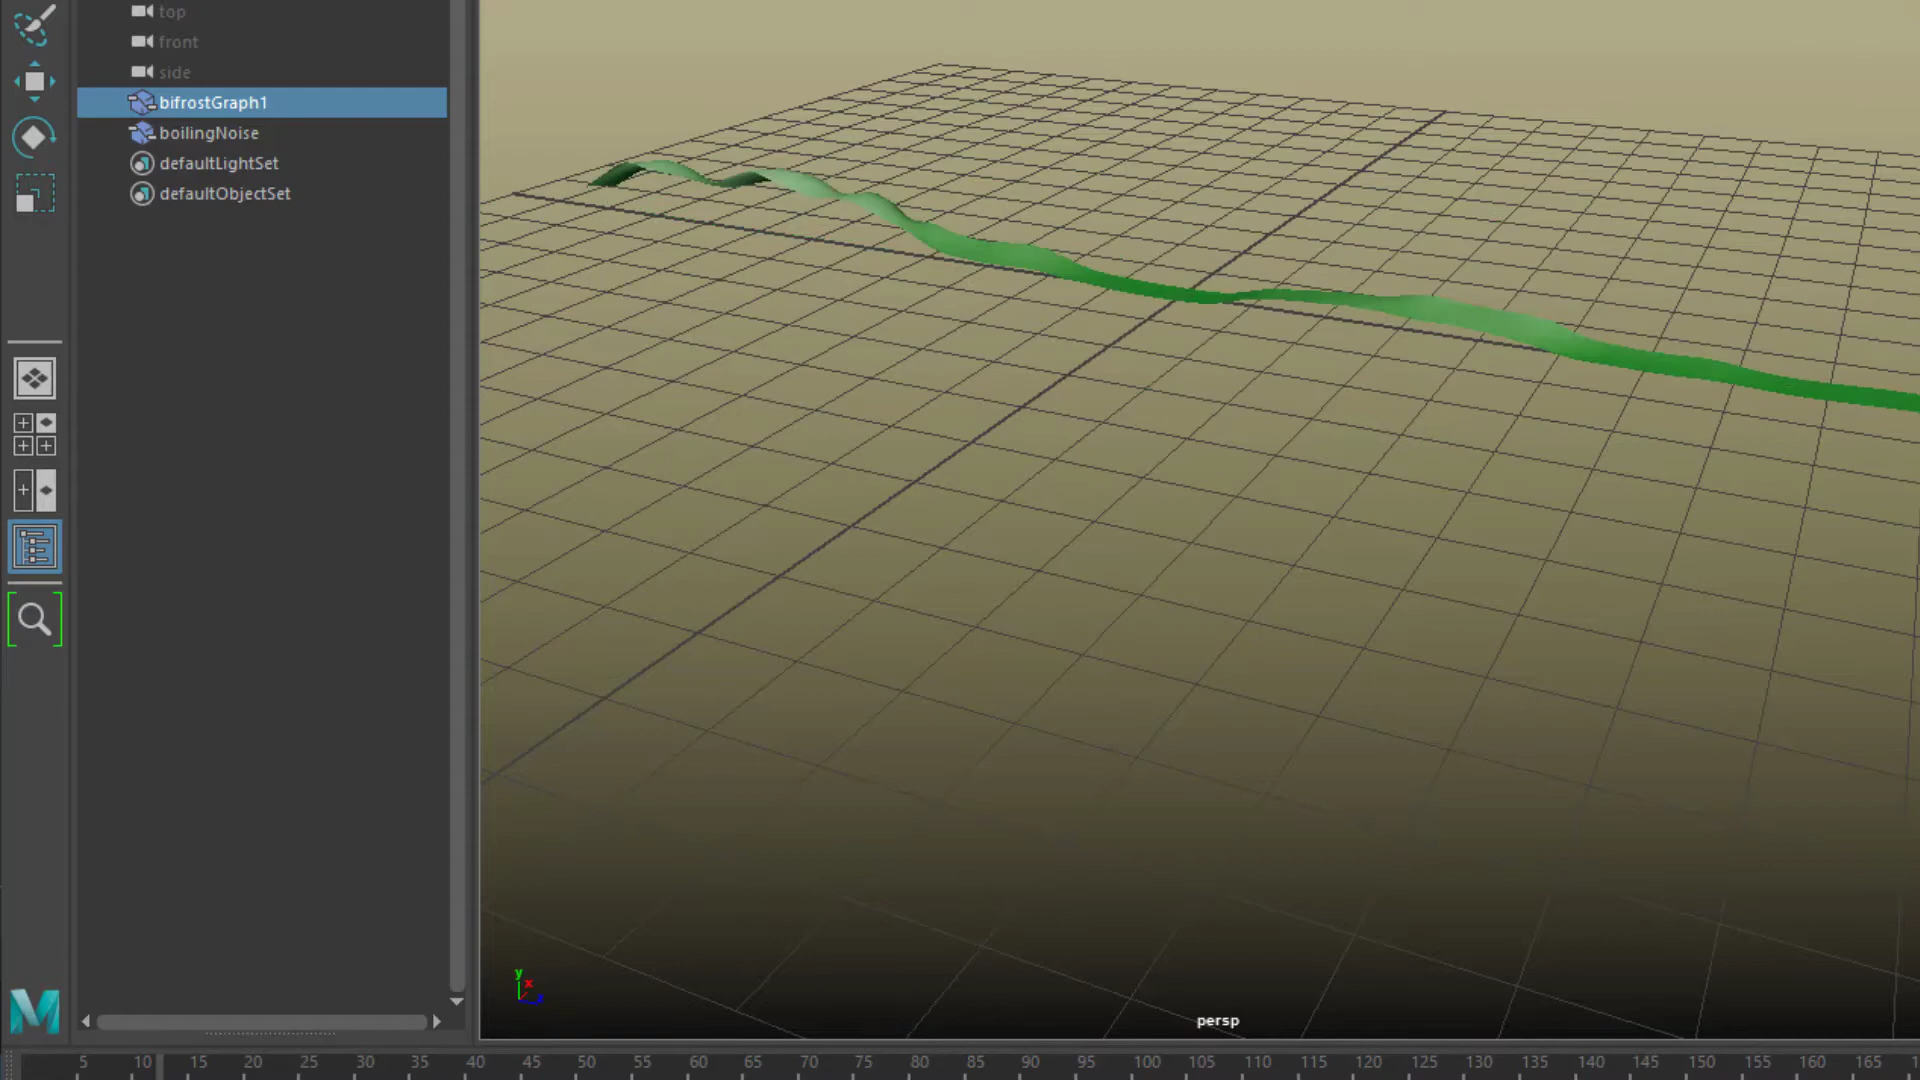 top
front
side
bifrostGraph1
boilingNoise
defaultLightSet
defaultObjectSet
y
x
persp
5 10 15 20 25 30 35 40 45 50 55 60 65 70 75 80 85 90 95 100 105 110 115 120 125 130 135 140 145 150 155 160 165